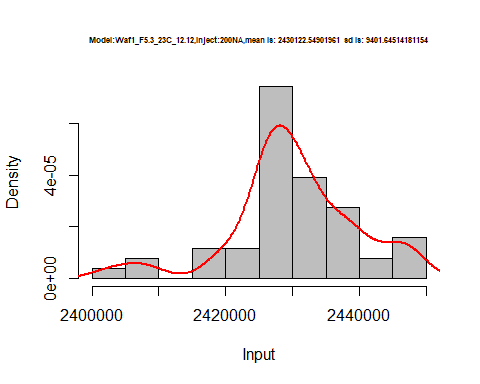 Model:Waf1_F5.3_23C_12.12,Inject:200NA,mean is: 2430122.54901961 sd is: 9401.64514181154
Density
4e-05
0e+00
2400000 2420000 2440000
Input